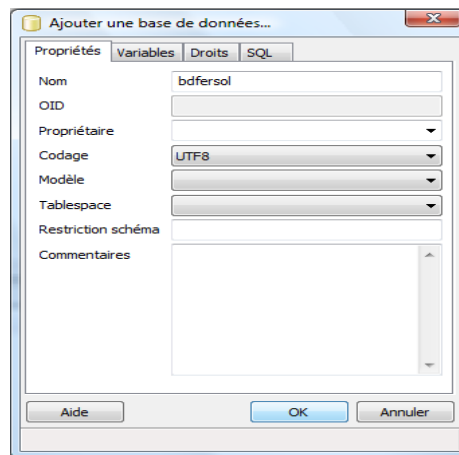 Ajouter une base de données...
Propriétés Variables Droits SQL
Nom bdfersol
OID
Propriétaire
Codage UTF8
Modèle
Tablespace
Restriction schéma
Commentaires
Aide OK Annuler